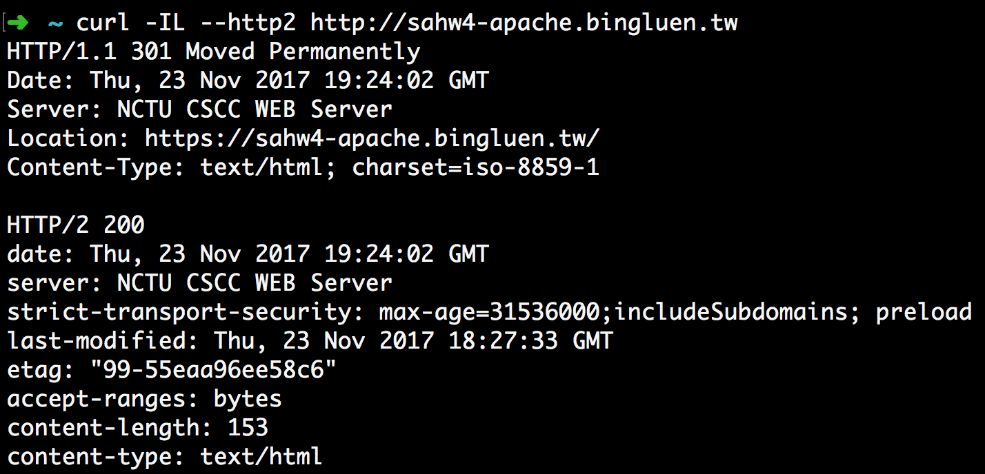 [➜ ~ curl -IL --http2 http://sahw4-apache.bingluen.tw
HTTP/1.1 301 Moved Permanently
Date: Thu, 23 Nov 2017 19:24:02 GMT
Server: NCTU CSCC WEB Server
Location: https://sahw4-apache.bingluen.tw/
Content-Type: text/html; charset=iso-8859-1

HTTP/2 200
date: Thu, 23 Nov 2017 19:24:02 GMT
server: NCTU CSCC WEB Server
strict-transport-security: max-age=31536000;includeSubdomains; preload
last-modified: Thu, 23 Nov 2017 18:27:33 GMT
etag: "99-55eaa96ee58c6"
accept-ranges: bytes
content-length: 153
content-type: text/html